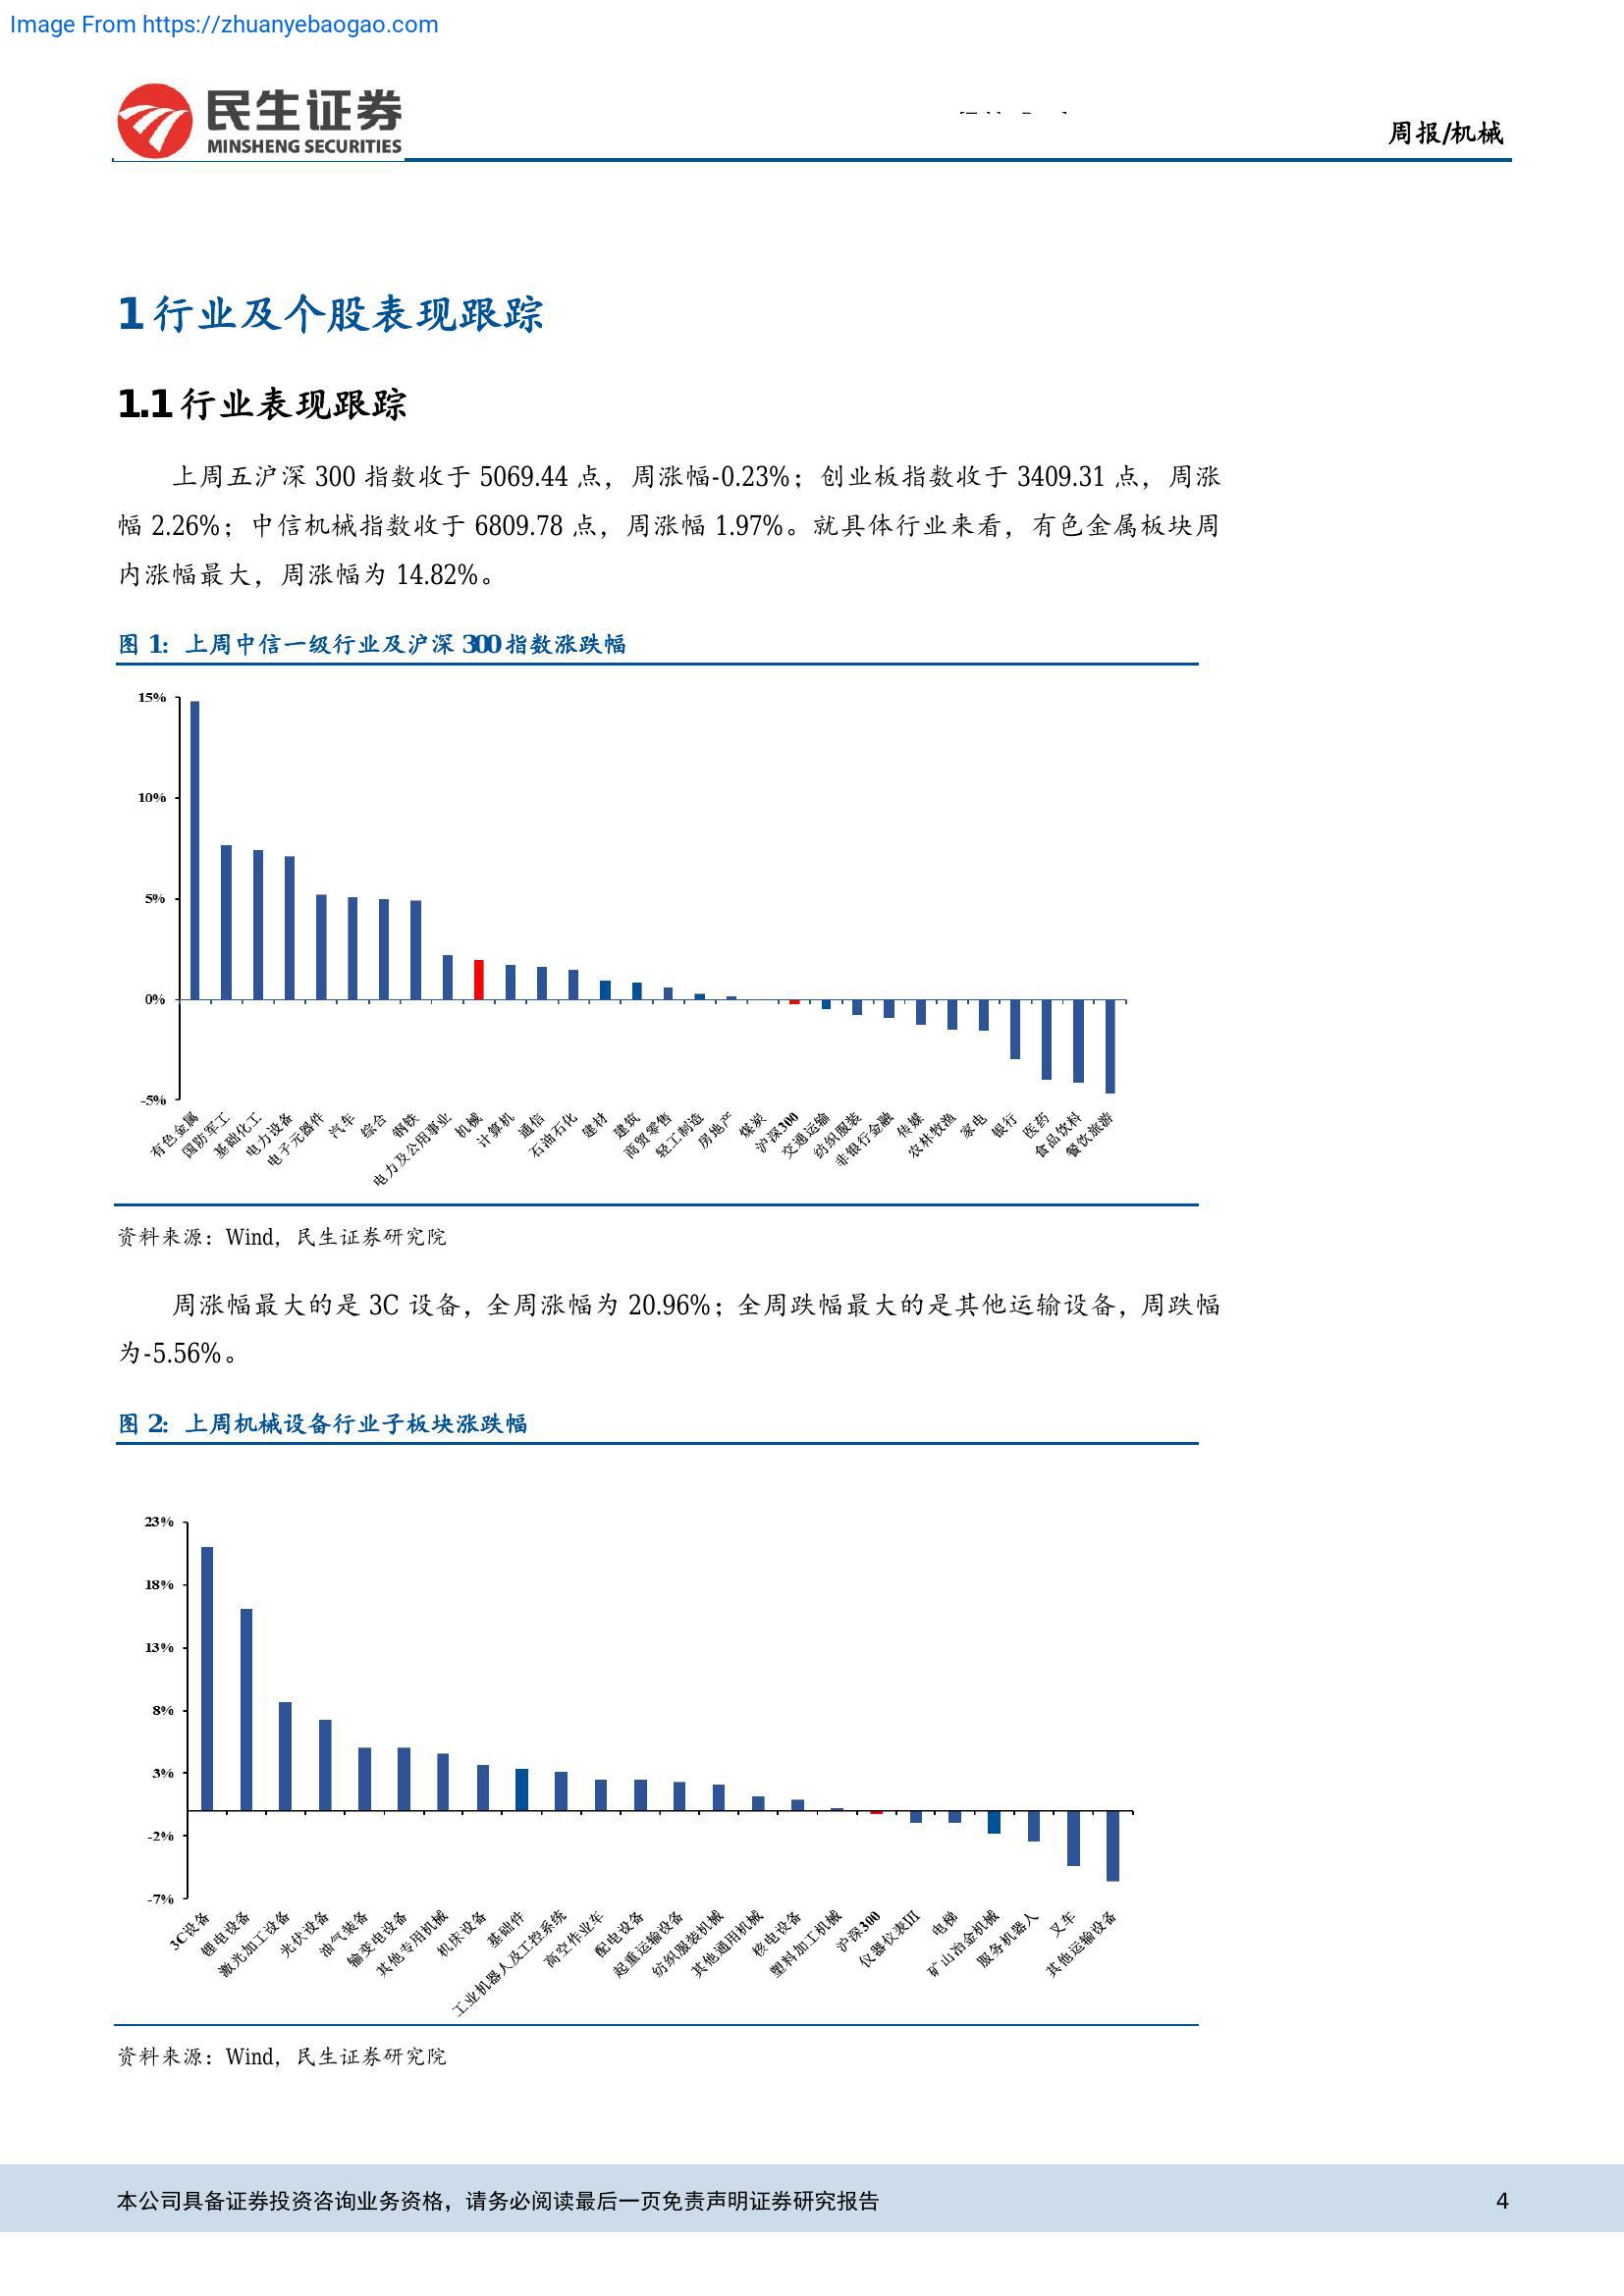 Image From https://zhuanyebaogao.com
民生证券
MINSHENG SECURITIES
周报/机械
1 行业及个股表现跟踪
1.1 行业表现跟踪
上周五沪深 300 指数收于 5069.44 点，周涨幅-0.23%；创业板指数收于 3409.31 点，周涨
幅 2.26%；中信机械指数收于 6809.78 点，周涨幅 1.97%。就具体行业来看，有色金属板块周
内涨幅最大，周涨幅为 14.82%。
图 1: 上周中信一级行业及沪深 300 指数涨跌幅
15%
10%
5%
0%
-5%
有色金属
国防军工
基础化工
电力设备
电子元器件
汽车
综合
钢铁
电力及公用事业
机械
计算机
通信
石油石化
建材
建筑
商贸零售
轻工制造
房地产
煤炭
沪深300
交通运输
纺织服装
非银行金融
传媒
农林牧渔
家电
银行
医药
食品饮料
餐饮旅游
资料来源：Wind，民生证券研究院
周涨幅最大的是 3C 设备，全周涨幅为 20.96%；全周跌幅最大的是其他运输设备，周跌幅
为-5.56%。
图 2: 上周机械设备行业子板块涨跌幅
23%
18%
13%
8%
3%
-2%
-7%
3C设备
锂电设备
激光加工设备
光伏设备
油气装备
输变电设备
其他专用机械
机床设备
基础件
工业机器人及工控系统
高空作业车
配电设备
起重运输设备
纺织服装机械
其他通用机械
核电设备
塑料加工机械
沪深300
仪器仪表III
电梯
矿山冶金机械
服务机器人
叉车
其他运输设备
资料来源：Wind，民生证券研究院
本公司具备证券投资咨询业务资格，请务必阅读最后一页免责声明证券研究报告
4